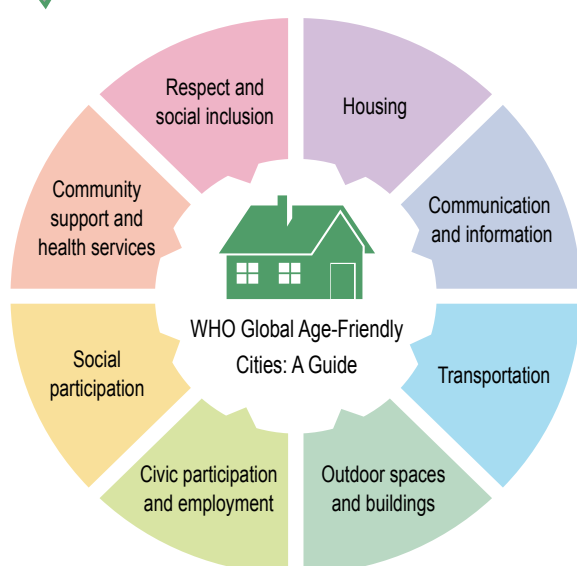 Respect and
social inclusion
Housing
Communication
and information
Transportation
Outdoor spaces
and buildings
Civic participation
and employment
Social
participation
Community
support and
health services
WHO Global Age-Friendly
Cities: A Guide